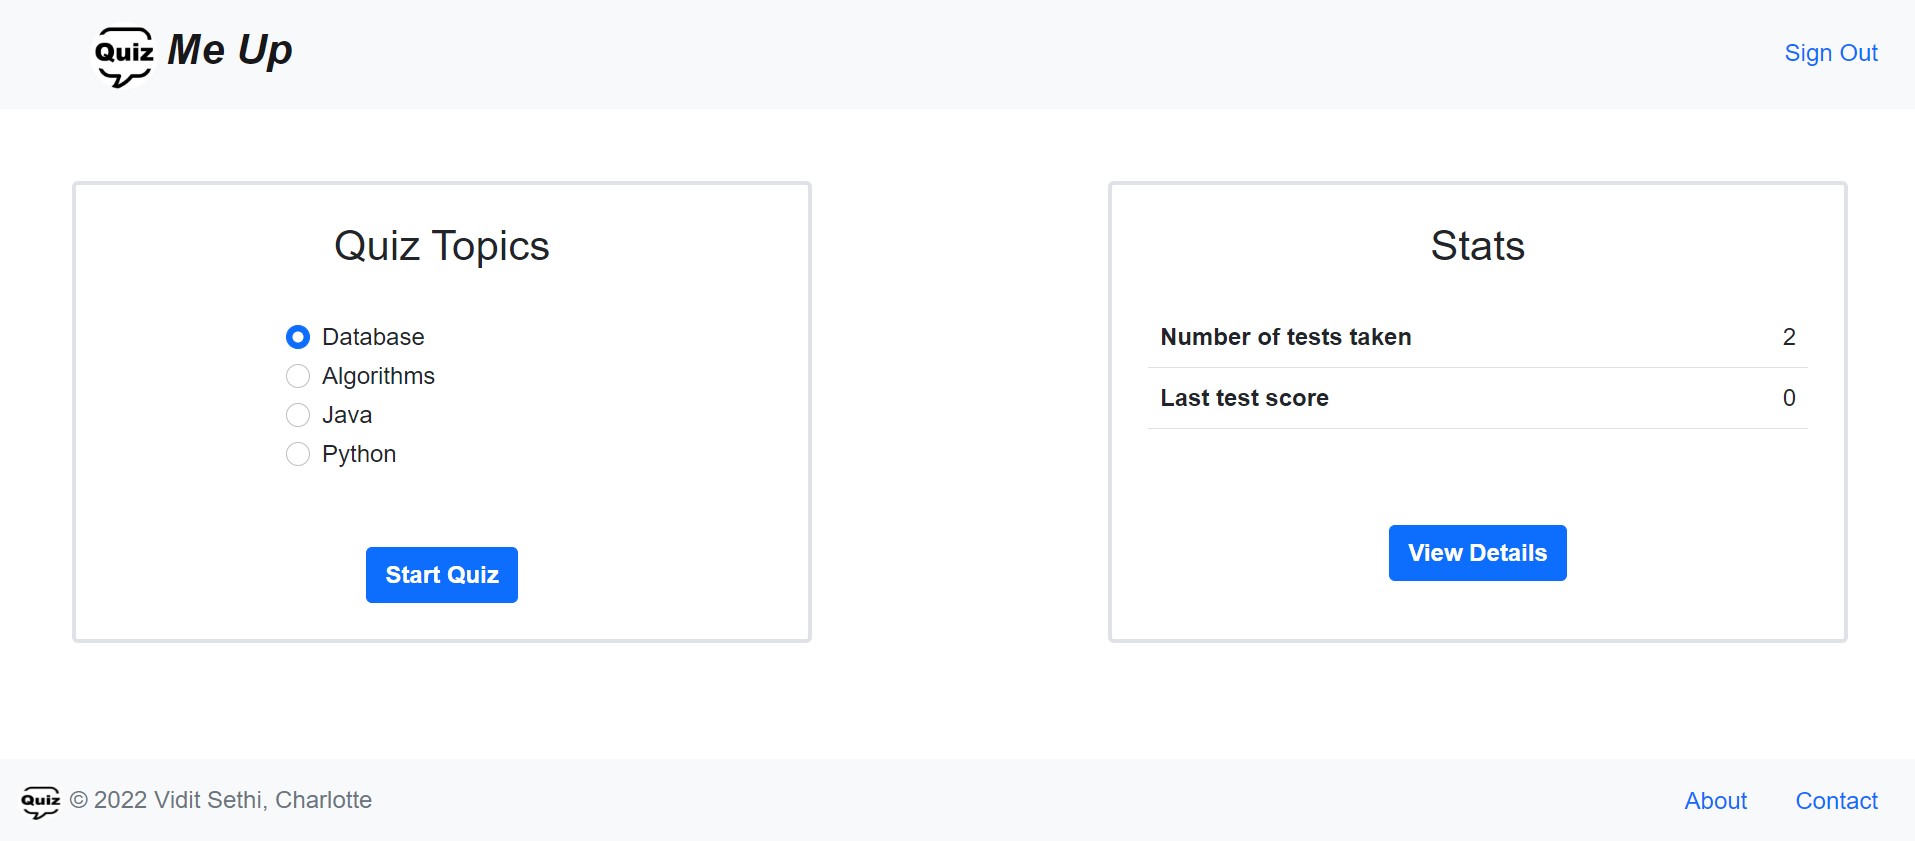 Quiz Me Up
Sign Out
Quiz Topics
Database
Algorithms
Java
Python
Start Quiz
Stats
Number of tests taken 2
Last test score 0
View Details
Quiz © 2022 Vidit Sethi, Charlotte
About Contact